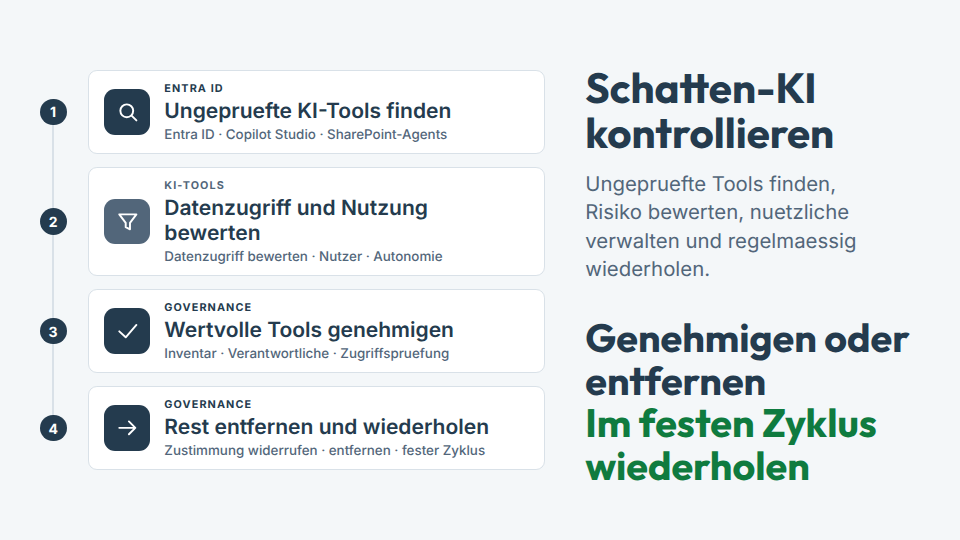 1
ENTRA ID
Ungepruefte KI-Tools finden
Entra ID · Copilot Studio · SharePoint-Agents
2
KI-TOOLS
Datenzugriff und Nutzung
bewerten
Datenzugriff bewerten · Nutzer · Autonomie
3
GOVERNANCE
Wertvolle Tools genehmigen
Inventar · Verantwortliche · Zugriffspruefung
4
GOVERNANCE
Rest entfernen und wiederholen
Zustimmung widerrufen · entfernen · fester Zyklus
Schatten-KI
kontrollieren
Ungepruefte Tools finden,
Risiko bewerten, nuetzliche
verwalten und regelmaessig
wiederholen.
Genehmigen oder
entfernen
Im festen Zyklus
wiederholen